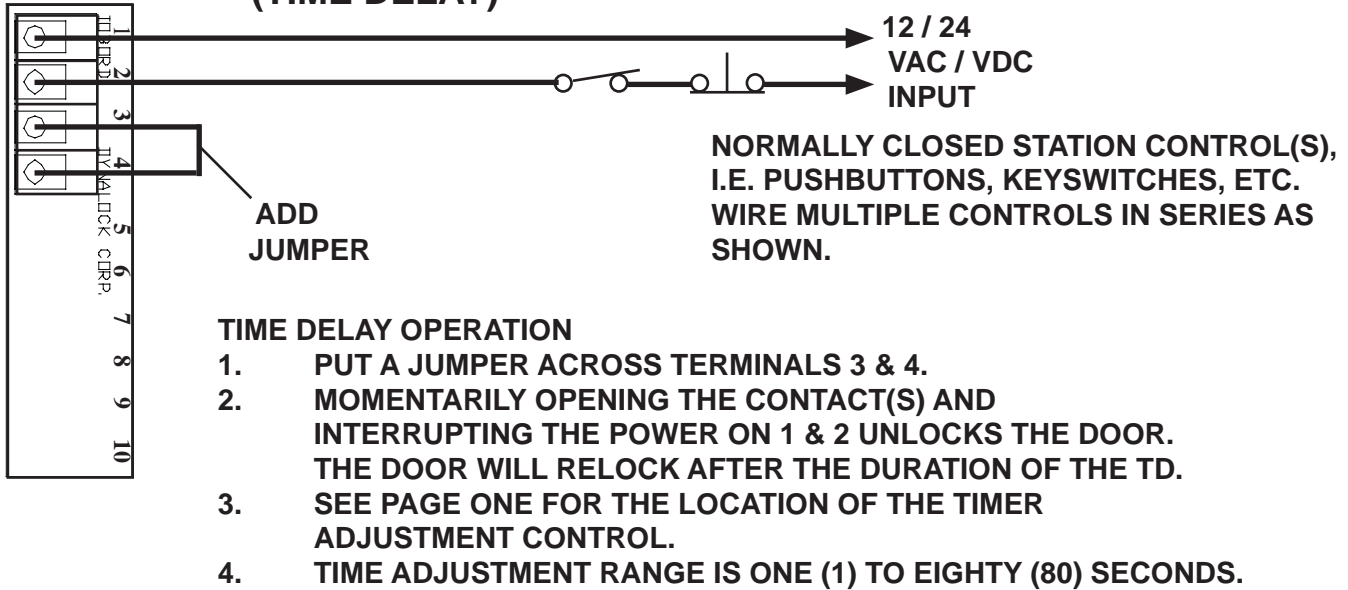 (TIME DELAY)
12 / 24
VAC / VDC
INPUT
1
2
3
4
5
6
7
8
9
10
DYNALOCK CORP.
NORMALLY CLOSED STATION CONTROL(S),
I.E. PUSHBUTTONS, KEYSWITCHES, ETC.
WIRE MULTIPLE CONTROLS IN SERIES AS
SHOWN.
ADD
JUMPER
TIME DELAY OPERATION
1. PUT A JUMPER ACROSS TERMINALS 3 & 4.
2. MOMENTARILY OPENING THE CONTACT(S) AND
INTERRUPTING THE POWER ON 1 & 2 UNLOCKS THE DOOR.
THE DOOR WILL RELOCK AFTER THE DURATION OF THE TD.
3. SEE PAGE ONE FOR THE LOCATION OF THE TIMER
ADJUSTMENT CONTROL.
4. TIME ADJUSTMENT RANGE IS ONE (1) TO EIGHTY (80) SECONDS.